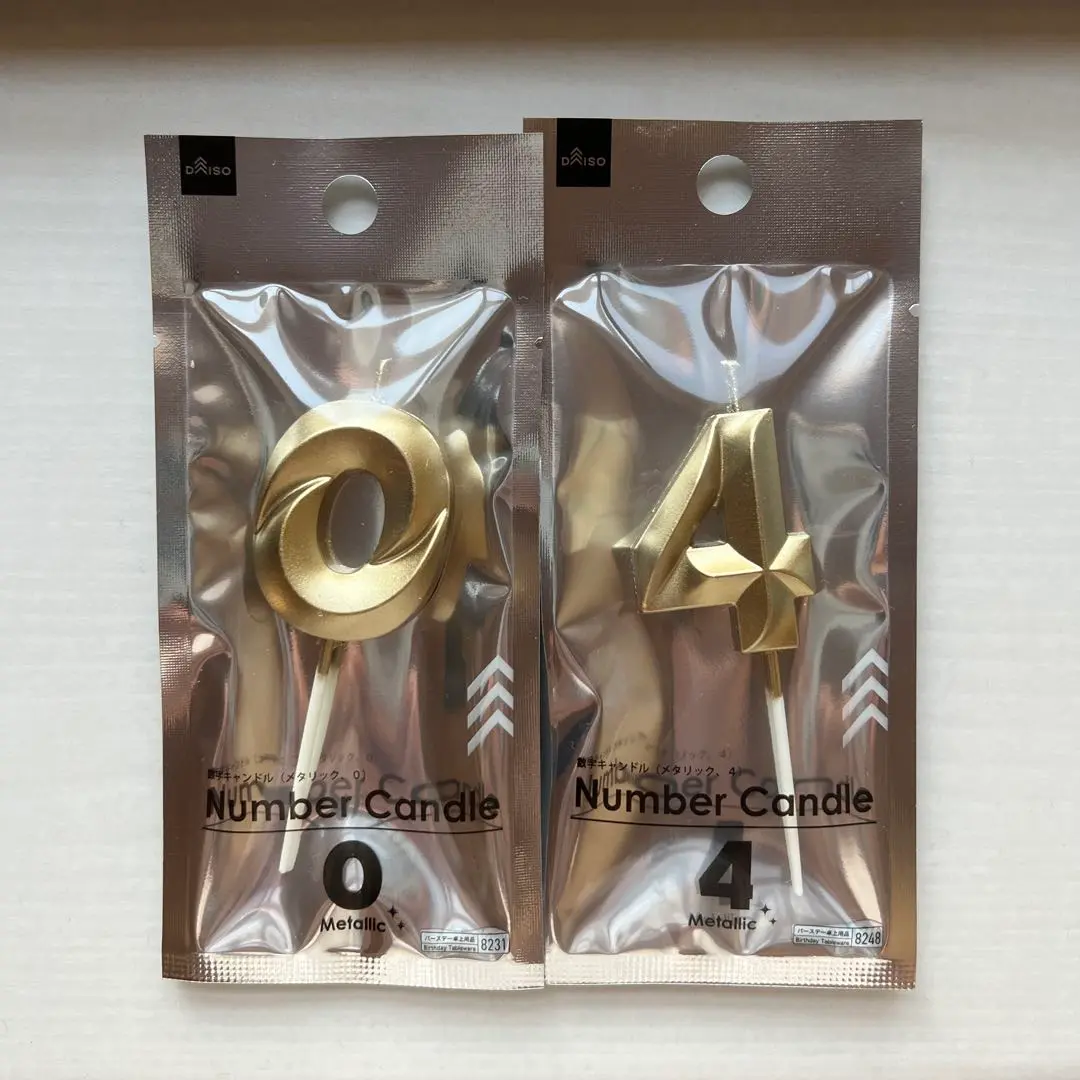 DAISO
数字キャンドル（メタリック、0）
Number Candle
0
Metallic
バースデー卓上用品
Birthday Tableware
8231
DAISO
数字キャンドル（メタリック、4）
Number Candle
4
Metallic
バースデー卓上用品
Birthday Tableware
8248